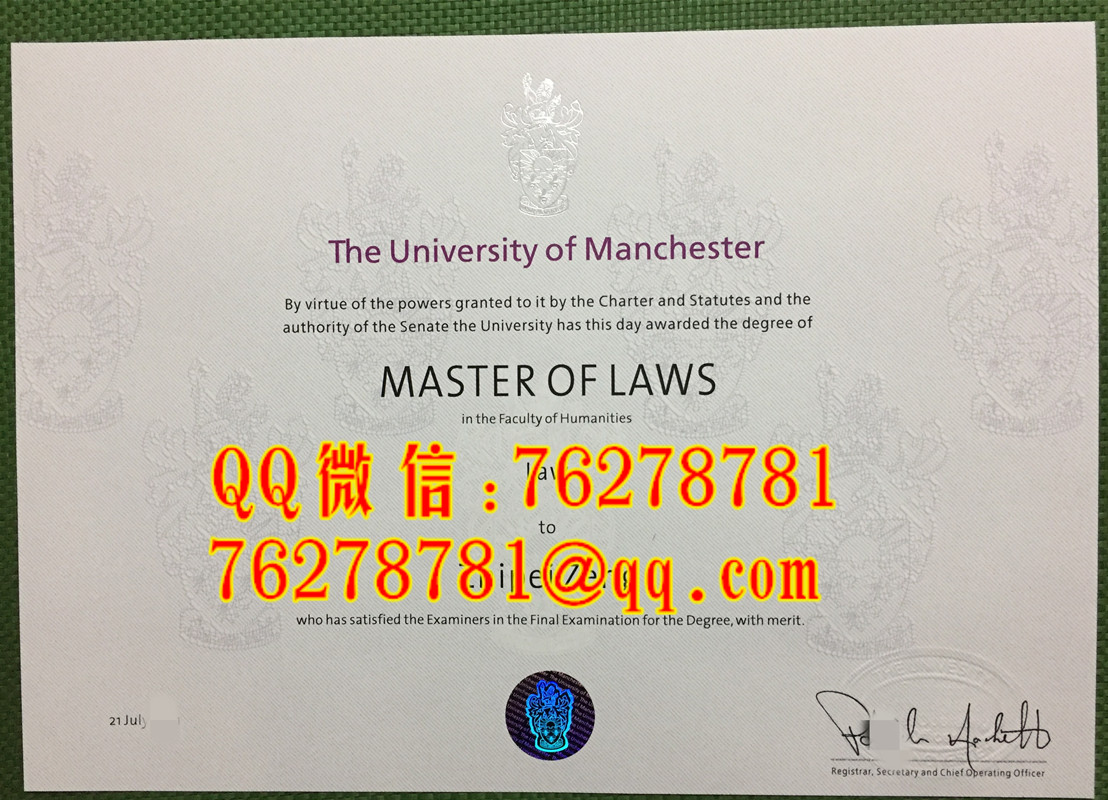 The University of Manchester
By virtue of the powers granted to it by the Charter and Statutes and the
authority of the Senate the University has this day awarded the degree of
MASTER OF LAWS
in the Faculty of Humanities
QQ微信:76278781
to
76278781@qq.com
who has satisfied the Examiners in the Final Examination for the Degree, with merit.
21 July
Registrar, Secretary and Chief Operating Officer